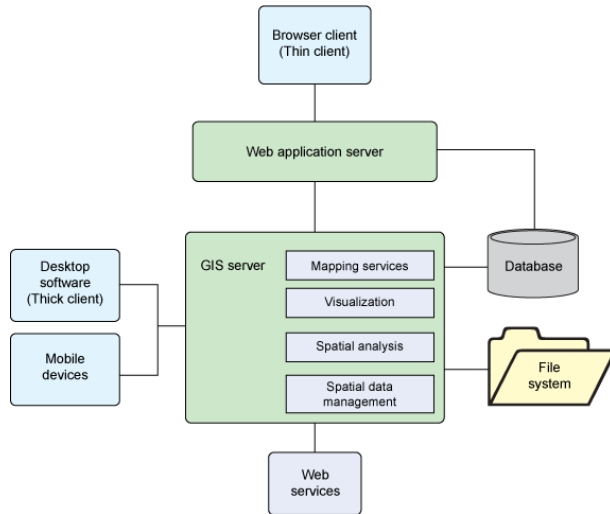 Browser client
(Thin client)
Web application server
GIS server
Mapping services
Visualization
Spatial analysis
Spatial data
management
Desktop
software
(Thick client)
Mobile
devices
Database
File
system
Web
services